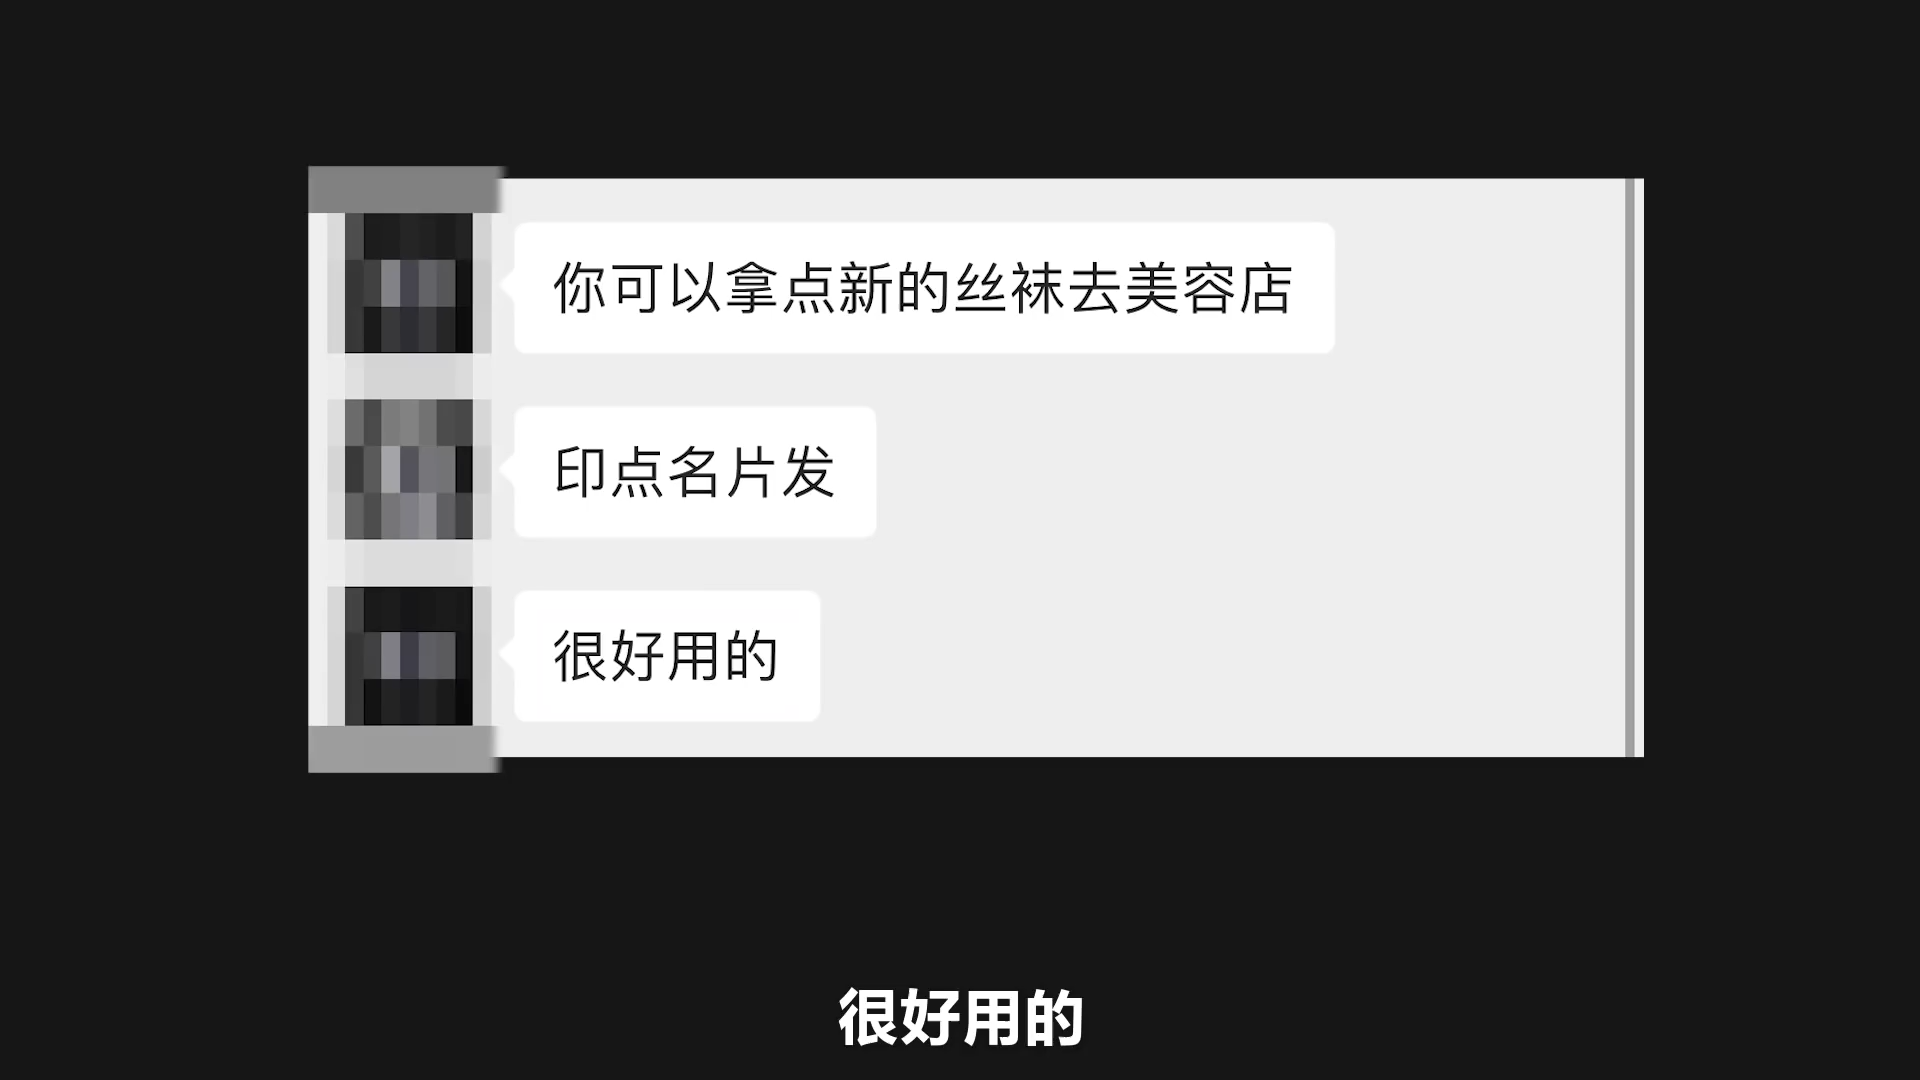 你可以拿点新的丝袜去美容店
印点名片发
很好用的
很好用的